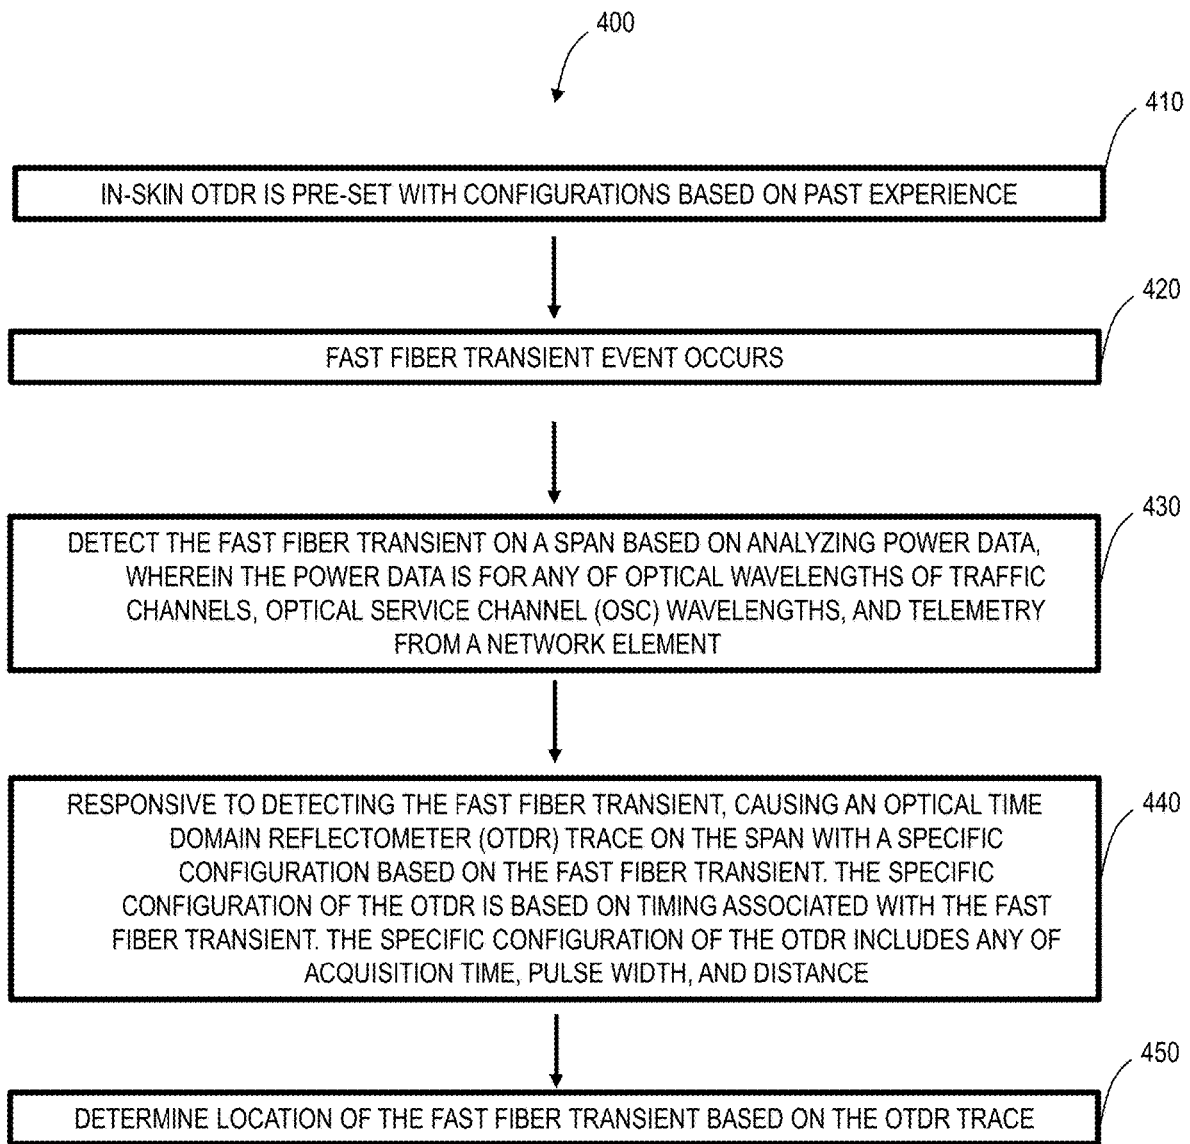 400
410
IN-SKIN OTDR IS PRE-SET WITH CONFIGURATIONS BASED ON PAST EXPERIENCE
420
FAST FIBER TRANSIENT EVENT OCCURS
430
DETECT THE FAST FIBER TRANSIENT ON A SPAN BASED ON ANALYZING POWER DATA,
WHEREIN THE POWER DATA IS FOR ANY OF OPTICAL WAVELENGTHS OF TRAFFIC
CHANNELS, OPTICAL SERVICE CHANNEL (OSC) WAVELENGTHS, AND TELEMETRY
FROM A NETWORK ELEMENT
440
RESPONSIVE TO DETECTING THE FAST FIBER TRANSIENT, CAUSING AN OPTICAL TIME
DOMAIN REFLECTOMETER (OTDR) TRACE ON THE SPAN WITH A SPECIFIC
CONFIGURATION BASED ON THE FAST FIBER TRANSIENT. THE SPECIFIC
CONFIGURATION OF THE OTDR IS BASED ON TIMING ASSOCIATED WITH THE FAST
FIBER TRANSIENT. THE SPECIFIC CONFIGURATION OF THE OTDR INCLUDES ANY OF
ACQUISITION TIME, PULSE WIDTH, AND DISTANCE
450
DETERMINE LOCATION OF THE FAST FIBER TRANSIENT BASED ON THE OTDR TRACE